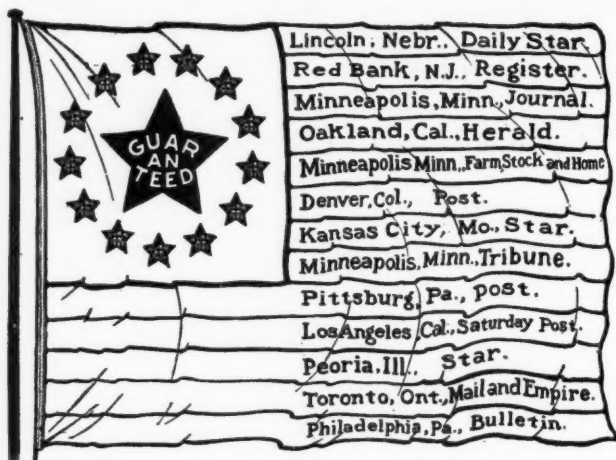 GUAR
AN
TEED
Lincoln, Nebr., Daily Star.
Red Bank, N.J., Register.
Minneapolis, Minn., Journal.
Oakland, Cal., Herald.
Minneapolis Minn., Farm, Stock and Home
Denver, Col., Post.
Kansas City, Mo., Star.
Minneapolis, Minn., Tribune.
Pittsburg, Pa., post.
Los Angeles, Cal., Saturday Post.
Peoria, Ill., Star.
Toronto, Ont., Mail and Empire.
Philadelphia, Pa., Bulletin.